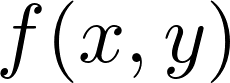 f(x, y)